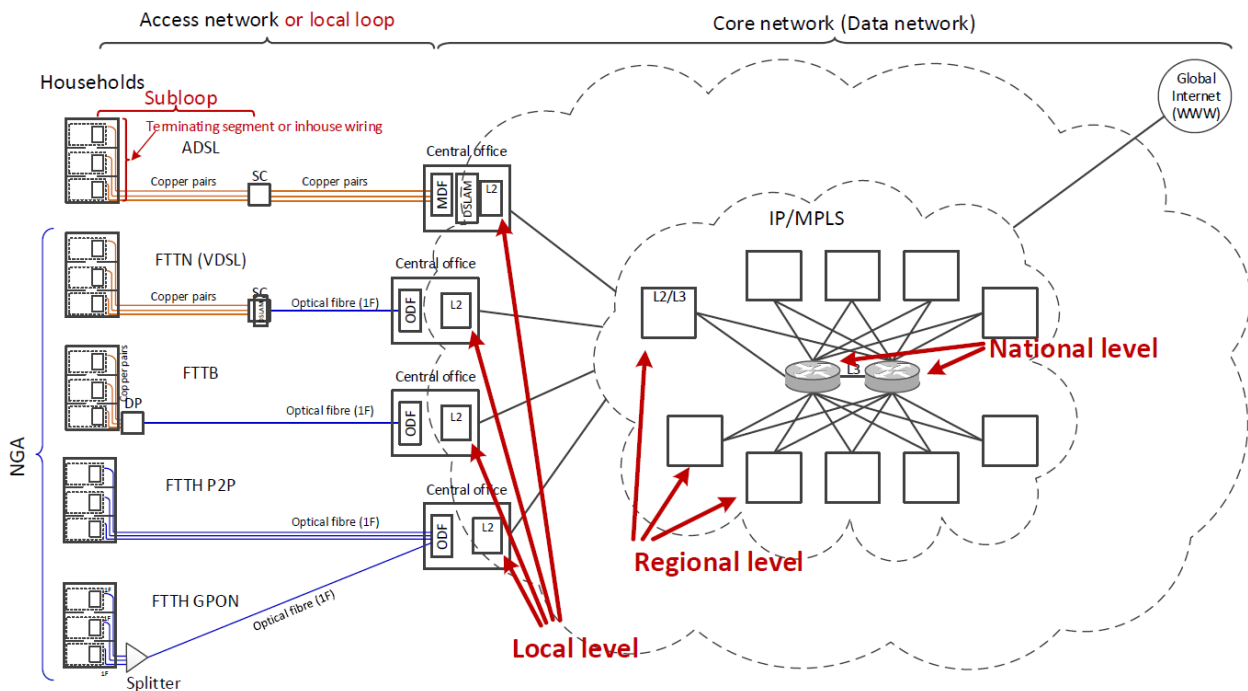 Access network or local loop
Core network (Data network)
Households
Subloop
Terminating segment or inhouse wiring
ADSL
Copper pairs
SC
Copper pairs
Central office
MDF
DSLAM
L2
Global
Internet
(WWW)
IP/MPLS
FTTN (VDSL)
Copper pairs
SC
DSLAM
Optical fibre (1F)
Central office
ODF
L2
L2/L3
National level
L3
FTTB
Copper pairs
DP
Optical fibre (1F)
Central office
ODF
L2
NGA
FTTH P2P
Optical fibre (1F)
Central office
ODF
L2
Regional level
FTTH GPON
1F
1F
1F
Optical fibre (1F)
Splitter
Local level